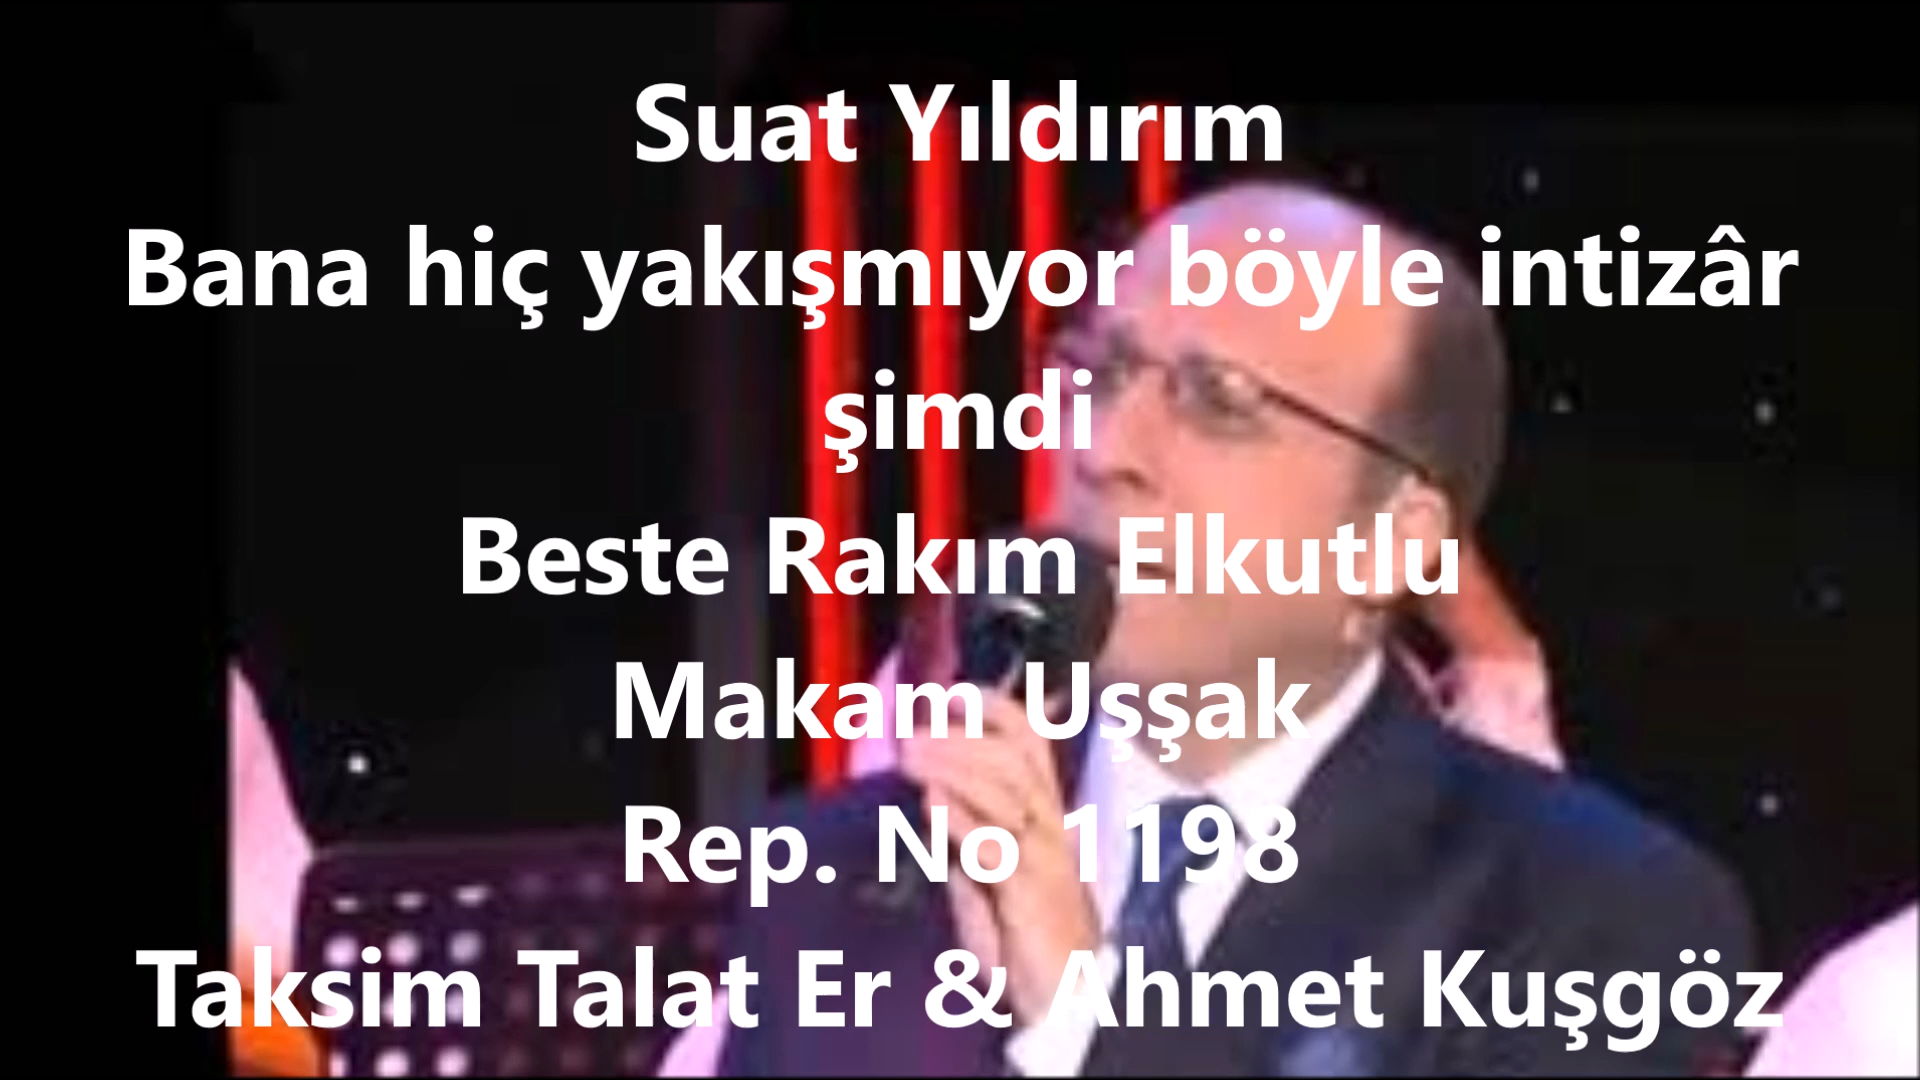 Suat Yıldırım
Bana hiç yakışmıyor böyle intizâr
şimdi
Beste Rakım Elkutlu
Makam Uşşak
Rep. No 1198
Taksim Talat Er & Ahmet Kuşgöz